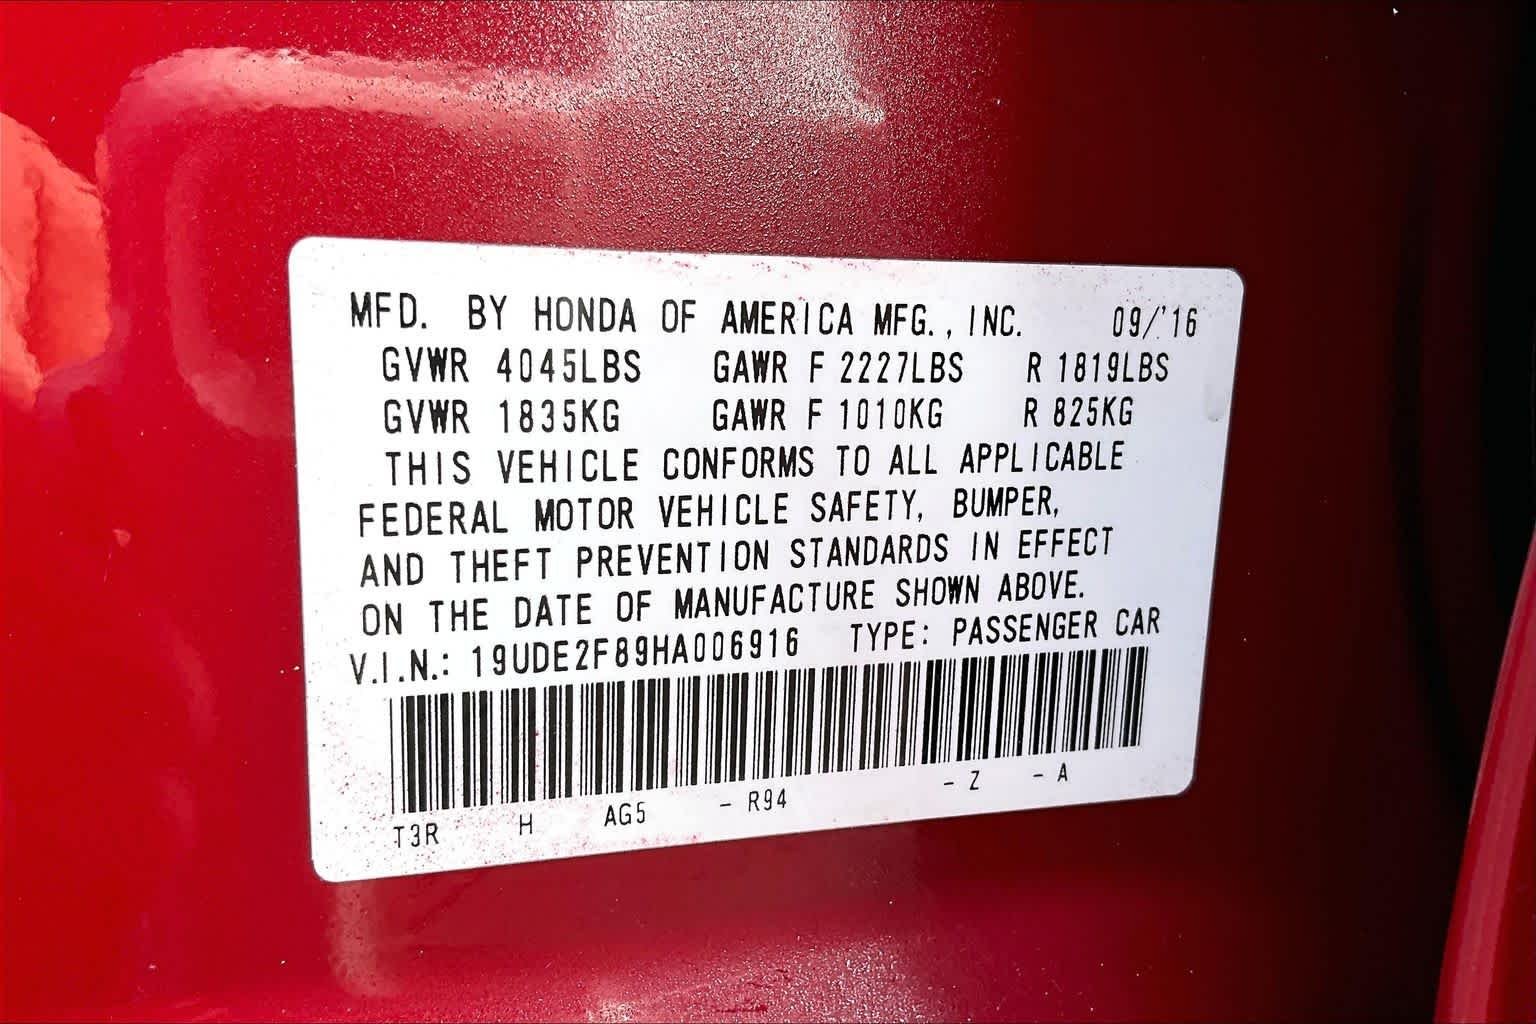 MFD. BY HONDA OF AMERICA MFG., INC. 09/'16
GVWR 4045LBS GAWR F 2227LBS R 1819LBS
GVWR 1835KG GAWR F 1010KG R 825KG
THIS VEHICLE CONFORMS TO ALL APPLICABLE
FEDERAL MOTOR VEHICLE SAFETY, BUMPER,
AND THEFT PREVENTION STANDARDS IN EFFECT
ON THE DATE OF MANUFACTURE SHOWN ABOVE.
V.I.N.: 19UDE2F89HA006916 TYPE: PASSENGER CAR
T3R H AG5 - R94 - Z - A